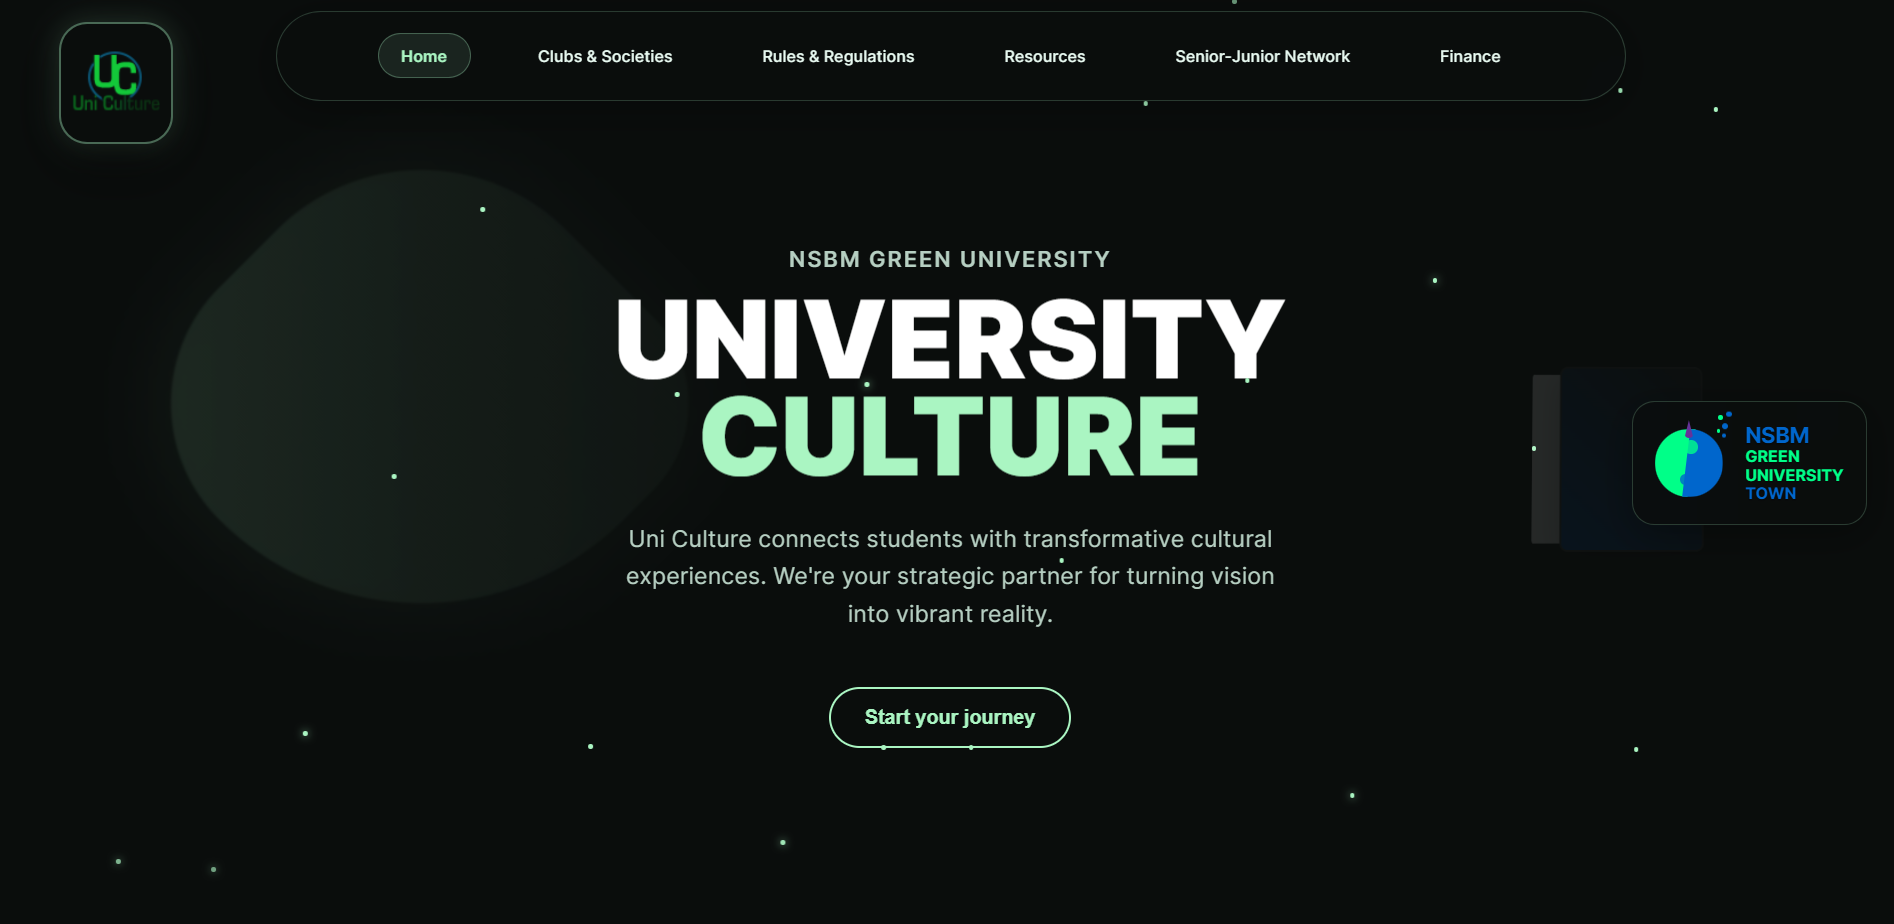 UC
Uni Culture
Home
Clubs & Societies
Rules & Regulations
Resources
Senior-Junior Network
Finance
NSBM GREEN UNIVERSITY
UNIVERSITY
CULTURE
Uni Culture connects students with transformative cultural
experiences. We're your strategic partner for turning vision
into vibrant reality.
Start your journey
NSBM
GREEN
UNIVERSITY
TOWN